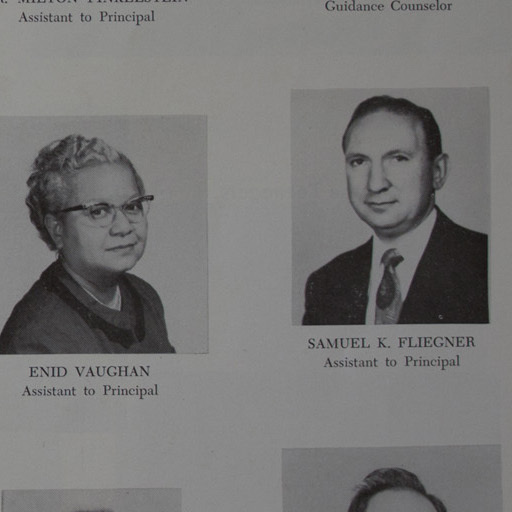 Assistant to Principal
Guidance Counselor
ENID VAUGHAN
Assistant to Principal
SAMUEL K. FLIEGNER
Assistant to Principal